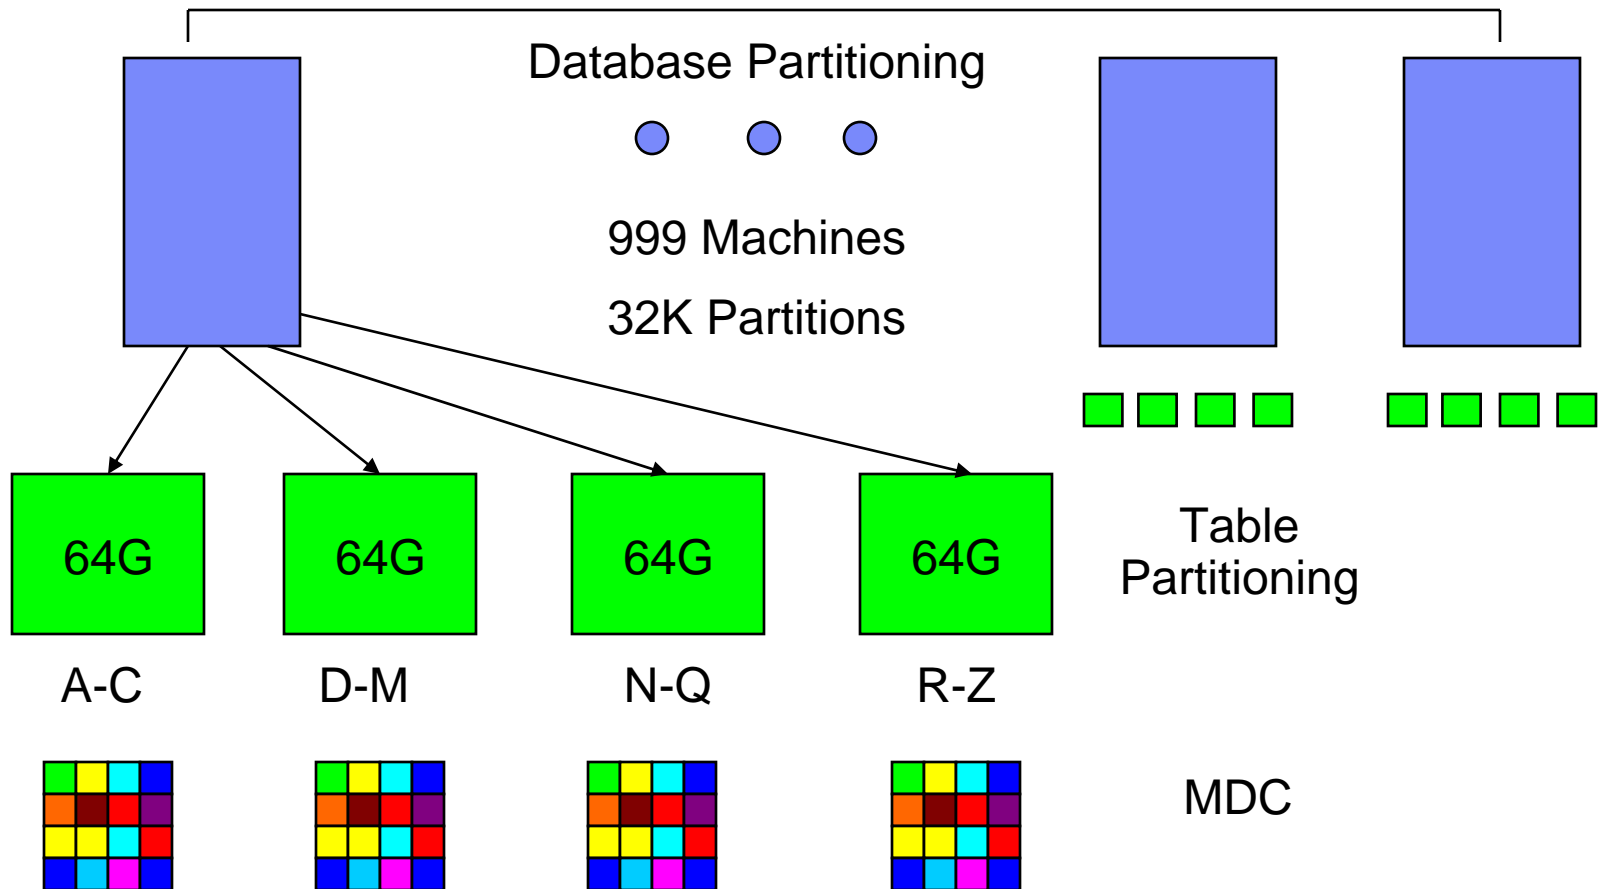 Database Partitioning
999 Machines
32K Partitions
64G
64G
64G
64G
Table
Partitioning
A-C
D-M
N-Q
R-Z
MDC